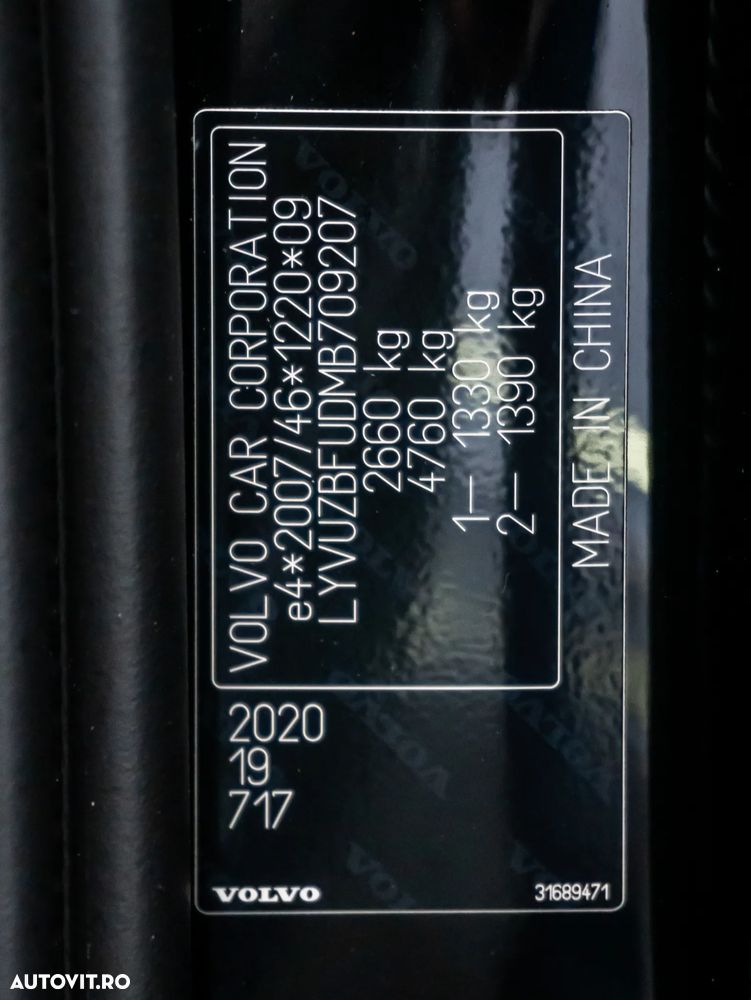 VOLVO CAR CORPORATION
e4*2007/46*1220*09
LYVUZBFUDMB709207
2660 kg
4760 kg
1— 1330 kg
2— 1390 kg
MADE IN CHINA
2020
19
717
VOLVO
31689471
AUTOVIT.RO